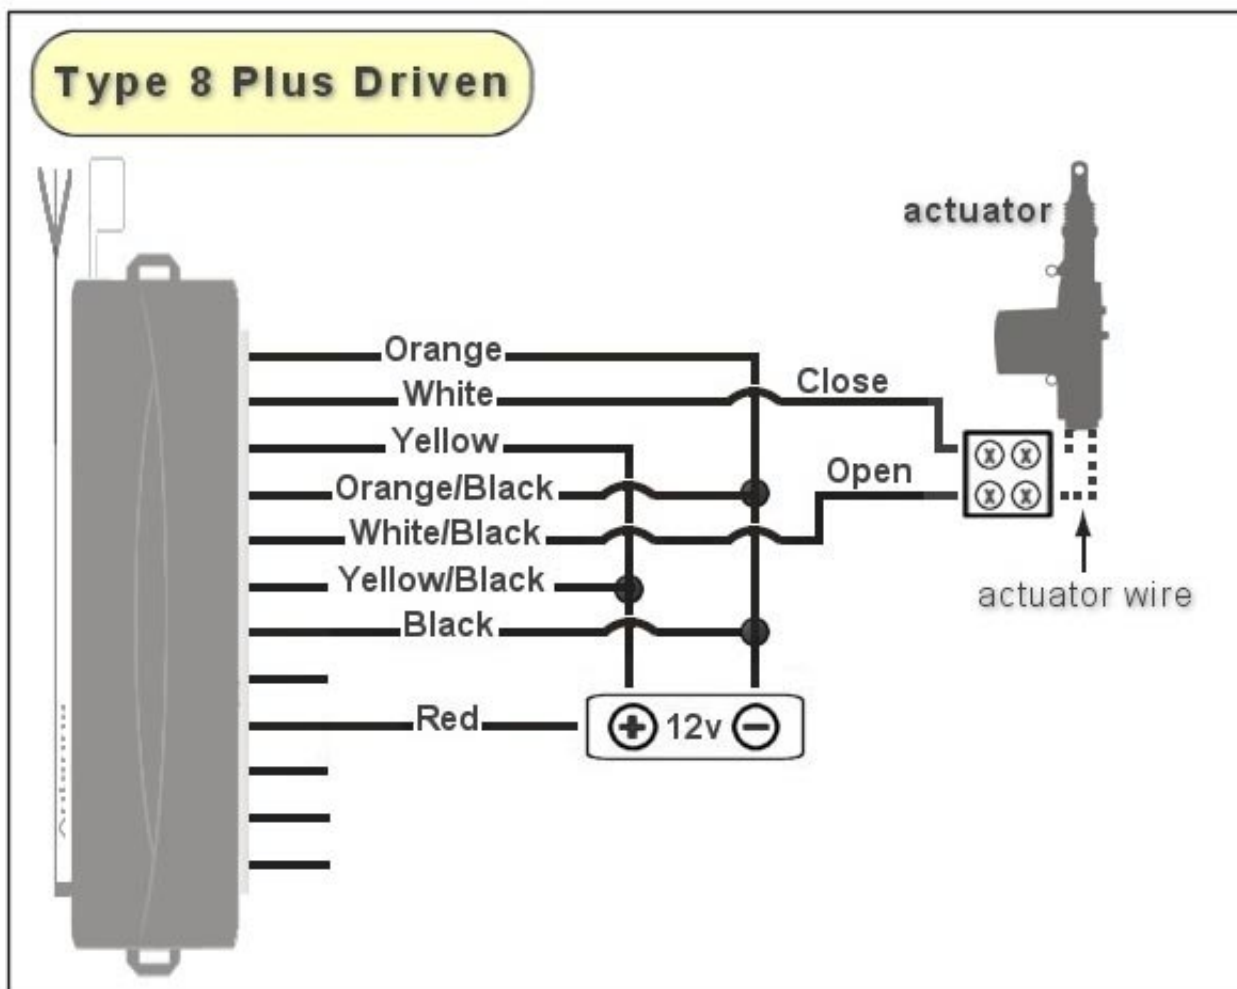 Type 8 Plus Driven
actuator
Orange
White
Close
Yellow
Open
Orange/Black
White/Black
Yellow/Black
actuator wire
Black
Red
+ 12v −